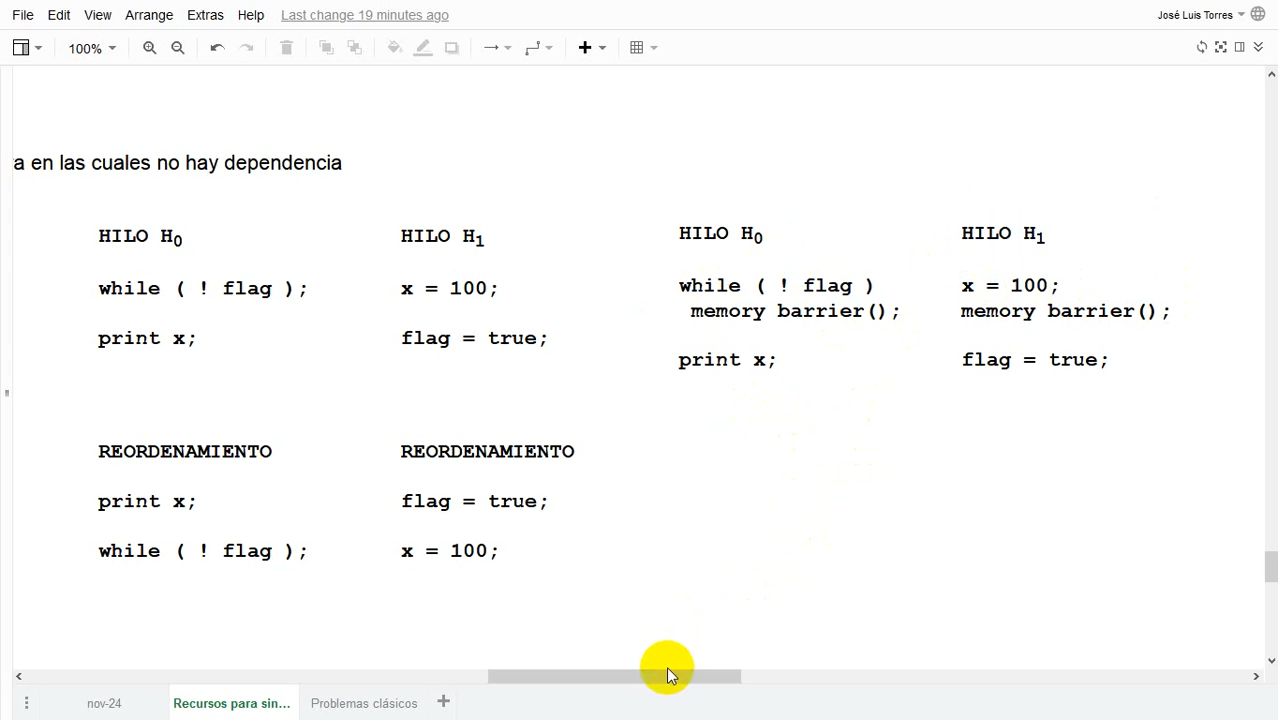 File Edit View Arrange Extras Help Last change 19 minutes ago José Luis Torres
100%
ra en las cuales no hay dependencia
HILO H0
while ( ! flag );
print x;
HILO H1
x = 100;
flag = true;
HILO H0
while ( ! flag )
memory barrier();
print x;
HILO H1
x = 100;
memory barrier();
flag = true;
REORDENAMIENTO
print x;
while ( ! flag );
REORDENAMIENTO
flag = true;
x = 100;
nov-24 Recursos para sin... Problemas clásicos